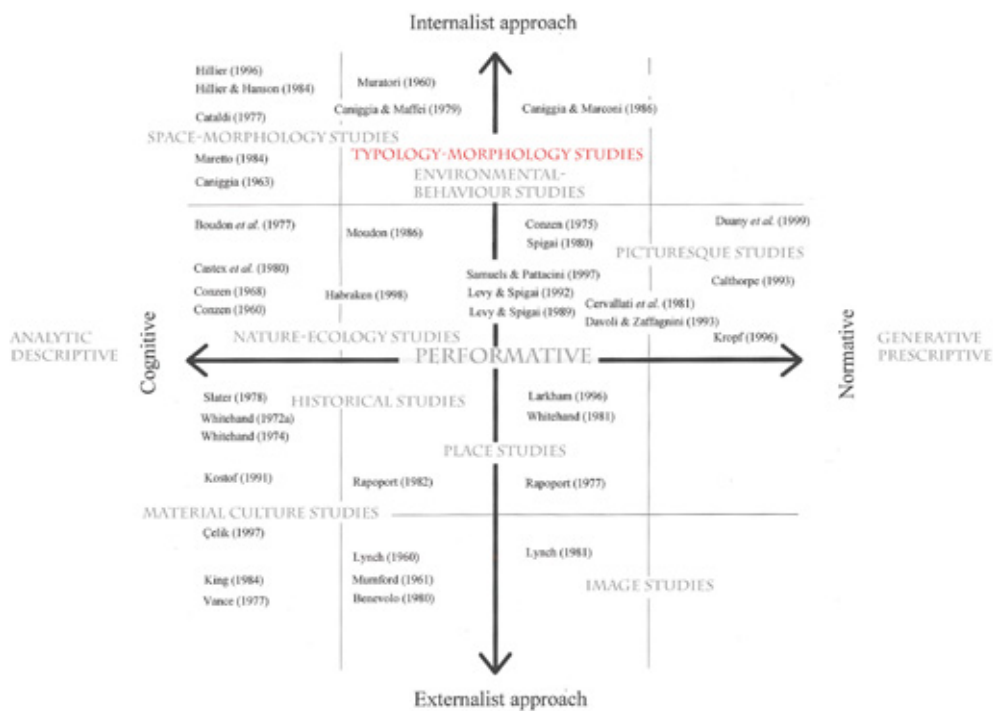 Internalist approach
Hillier (1996)
Hillier & Hanson (1984)
Muratori (1960)
Caniggia & Maffei (1979)
Caniggia & Marconi (1986)
Cataldi (1977)
SPACE-MORPHOLOGY STUDIES
TYPOLOGY-MORPHOLOGY STUDIES
Maretto (1984)
ENVIRONMENTAL-
BEHAVIOUR STUDIES
Caniggia (1963)
Boudon et al. (1977)
Moudon (1986)
Conzen (1975)
Spigai (1980)
Duany et al. (1999)
PICTURESQUE STUDIES
Castex et al. (1980)
Conzen (1968)
Conzen (1960)
Habraken (1998)
Samuels & Pattacini (1997)
Levy & Spigai (1992)
Levy & Spigai (1989)
Calthorpe (1993)
Cervallati et al. (1981)
Davoli & Zaffagnini (1993)
Kropf (1996)
ANALYTIC
DESCRIPTIVE
Cognitive
NATURE-ECOLOGY STUDIES
PERFORMATIVE
Normative
GENERATIVE
PRESCRIPTIVE
Slater (1978)
HISTORICAL STUDIES
Whitehand (1972a)
Whitehand (1974)
Larkham (1996)
Whitehand (1981)
PLACE STUDIES
Kostof (1991)
Rapoport (1982)
Rapoport (1977)
MATERIAL CULTURE STUDIES
Çelik (1997)
Lynch (1960)
Lynch (1981)
King (1984)
Mumford (1961)
IMAGE STUDIES
Vance (1977)
Benevolo (1980)
Externalist approach